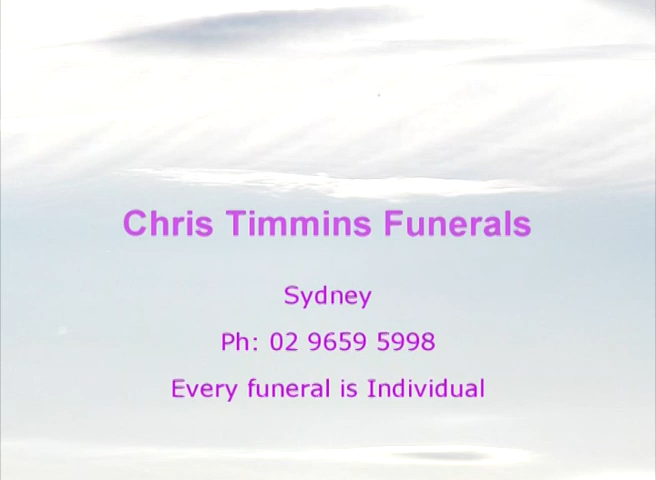 Chris Timmins Funerals
Sydney
Ph: 02 9659 5998
Every funeral is Individual